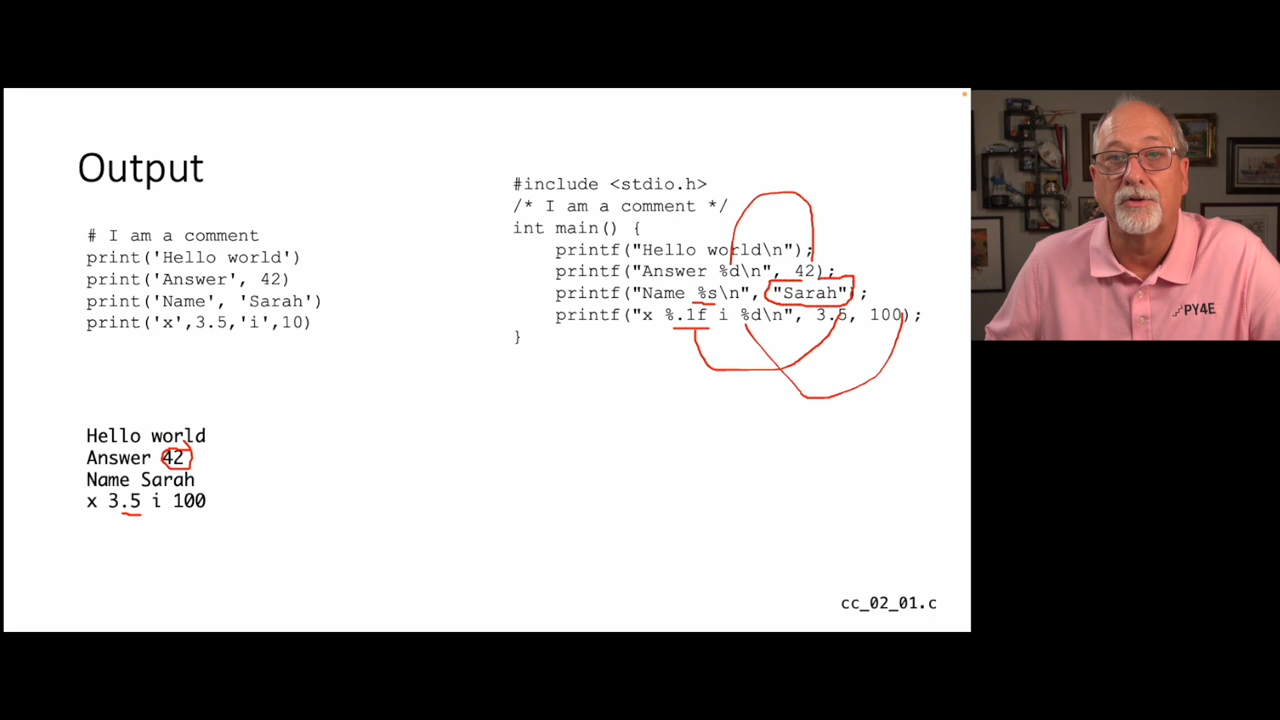 Output
# I am a comment
print('Hello world')
print('Answer', 42)
print('Name', 'Sarah')
print('x',3.5,'i',10)
#include <stdio.h>
/* I am a comment */
int main() {
    printf("Hello world\n");
    printf("Answer %d\n", 42);
    printf("Name %s\n", "Sarah");
    printf("x %.1f i %d\n", 3.5, 100);
}
Hello world
Answer 42
Name Sarah
x 3.5 i 100
cc_02_01.c
PY4E